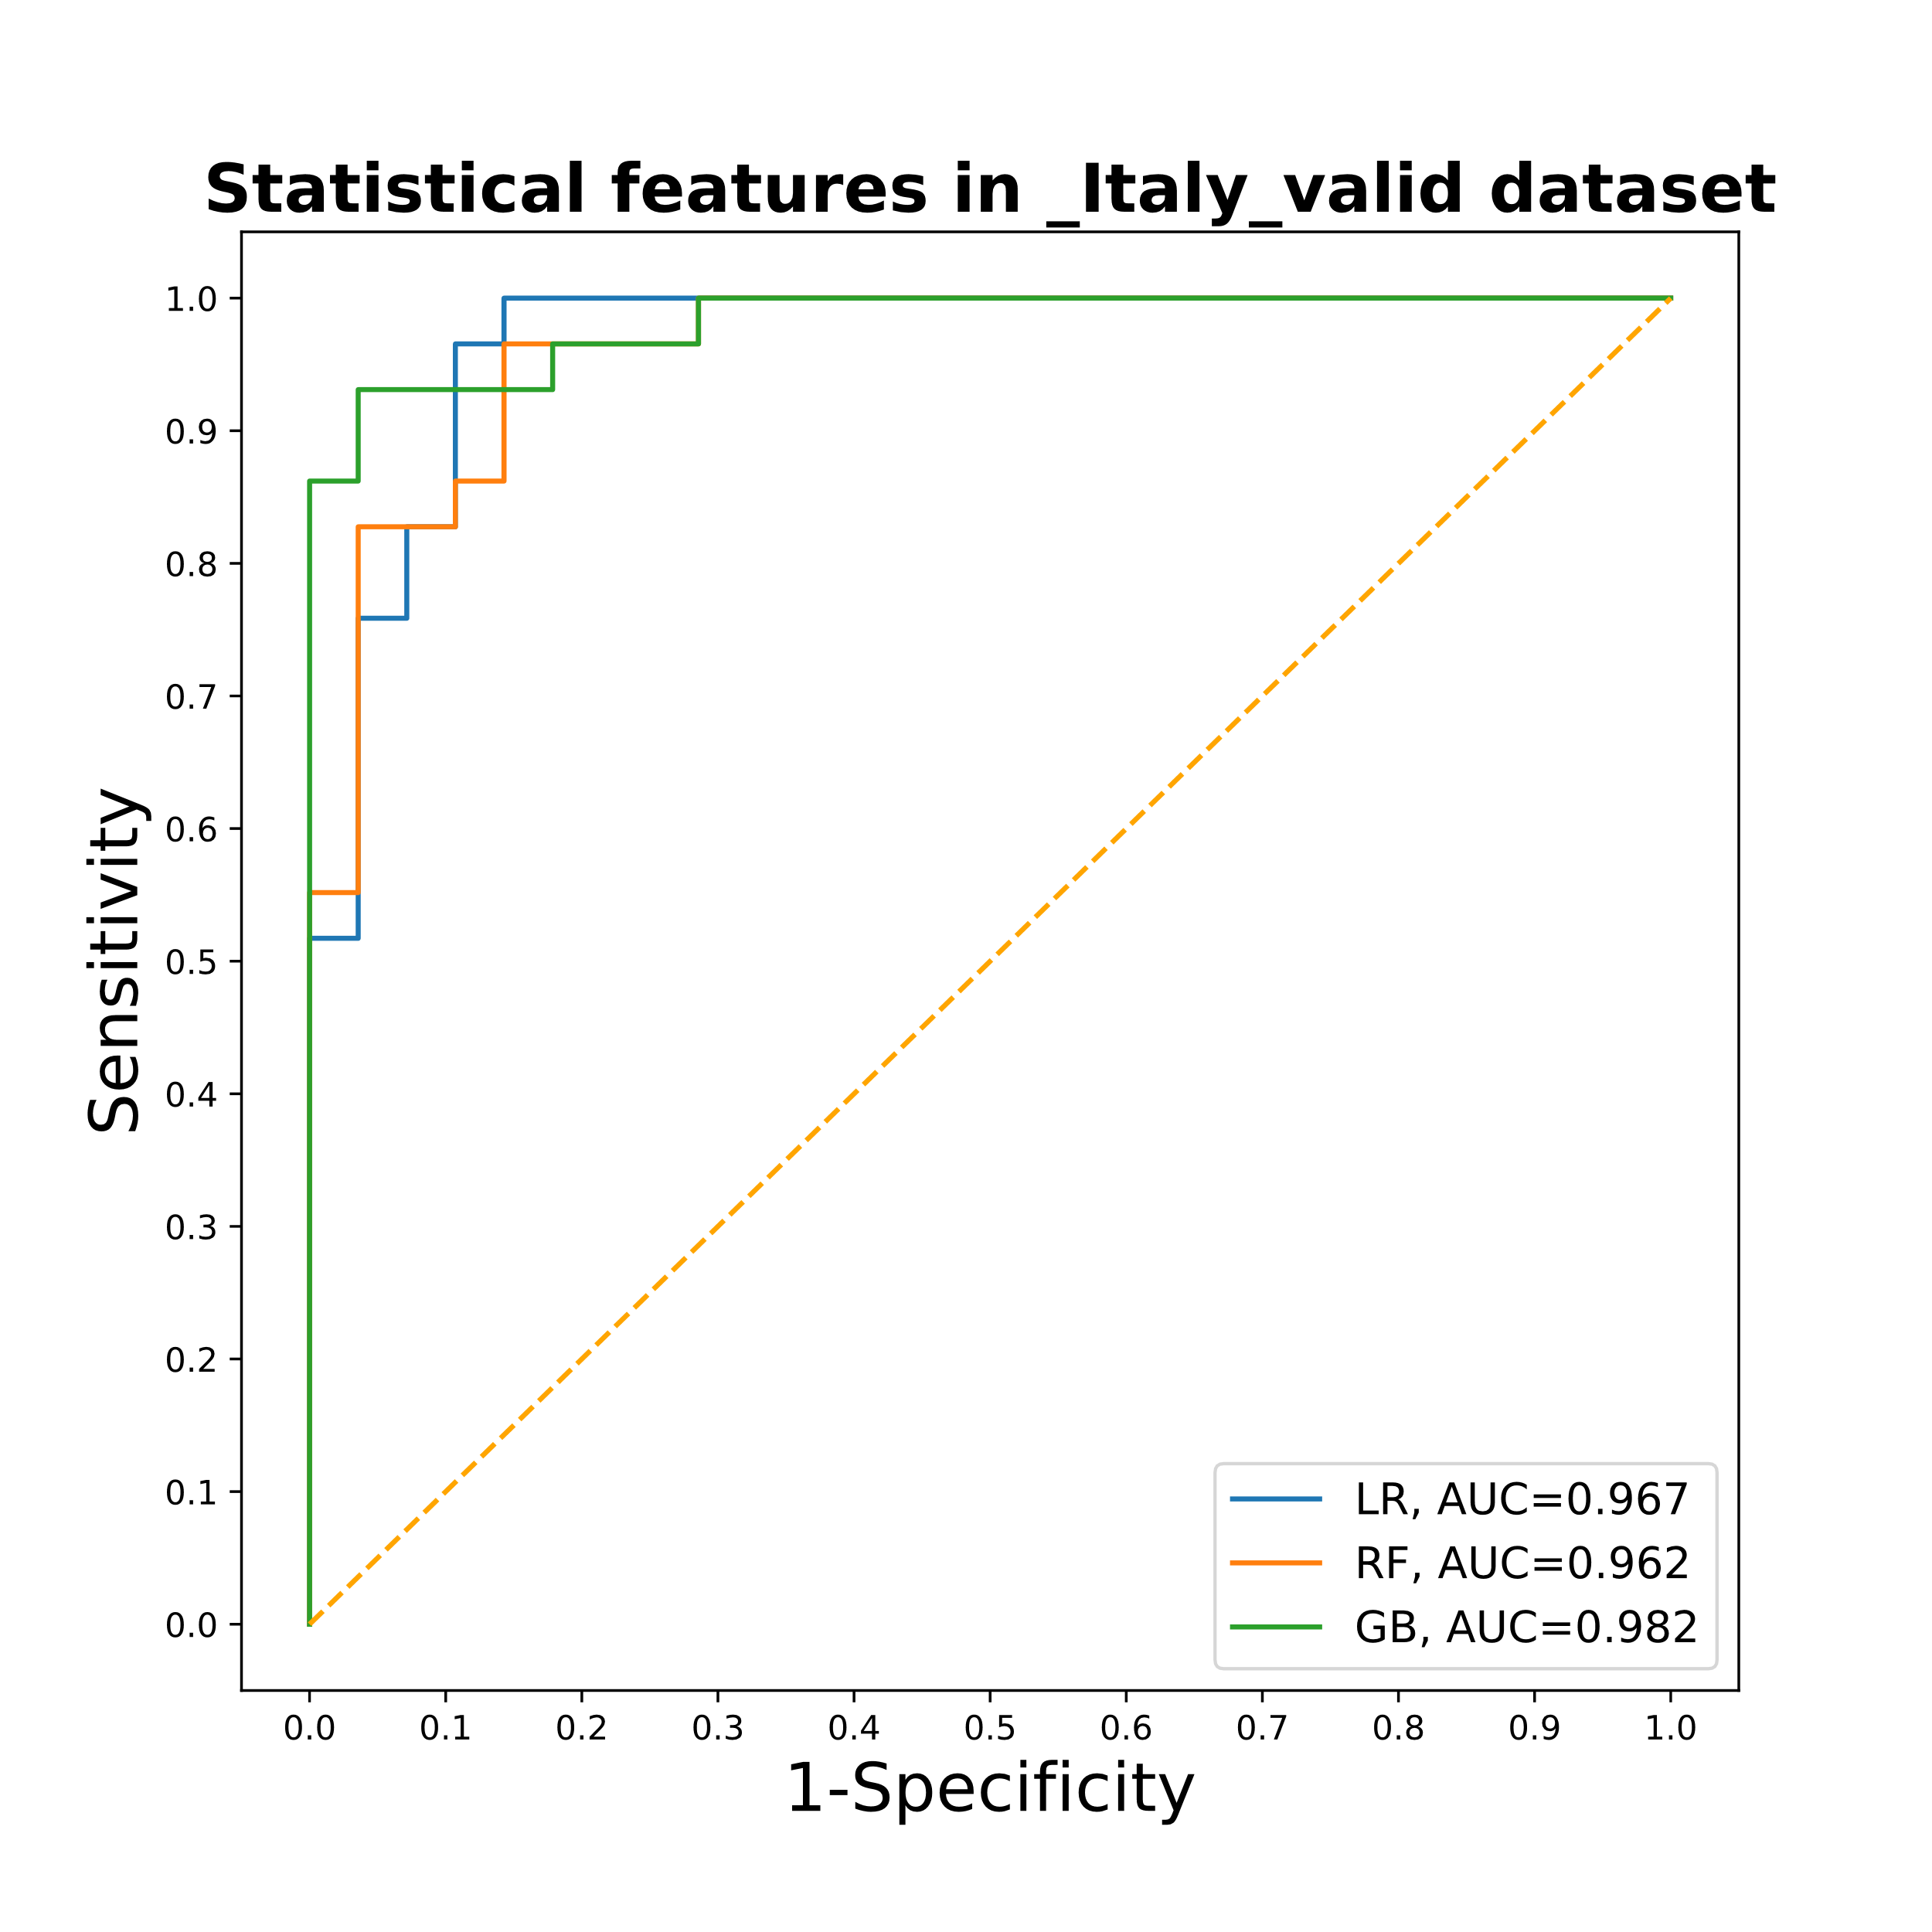 Statistical features in _Italy_valid dataset
Sensitivity
1.0
0.9
0.8
0.7
0.6
0.5
0.4
0.3
0.2
0.1
0.0
LR, AUC=0.967
RF, AUC=0.962
GB, AUC=0.982
0.0 0.1 0.2 0.3 0.4 0.5 0.6 0.7 0.8 0.9 1.0
1-Specificity